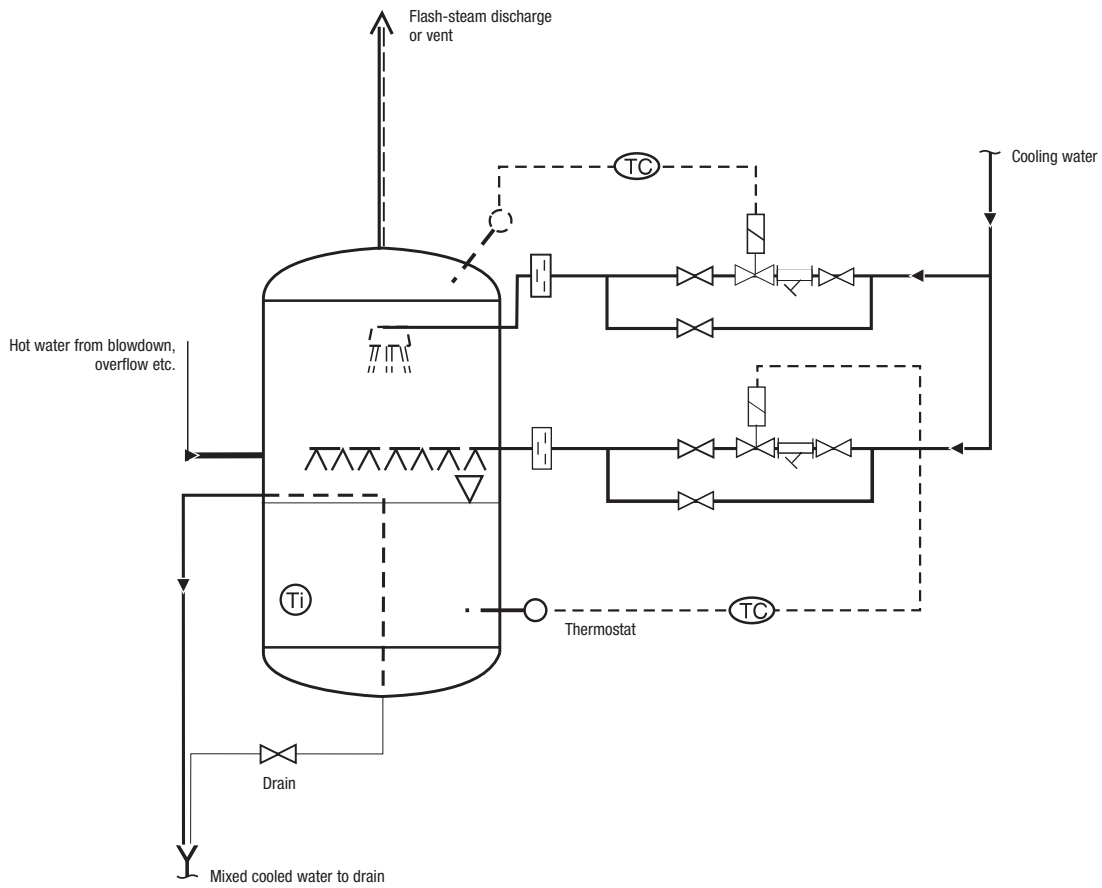 Flash-steam discharge
or vent
TC
Cooling water
Hot water from blowdown,
overflow etc.
Ti
Thermostat
TC
Drain
Mixed cooled water to drain